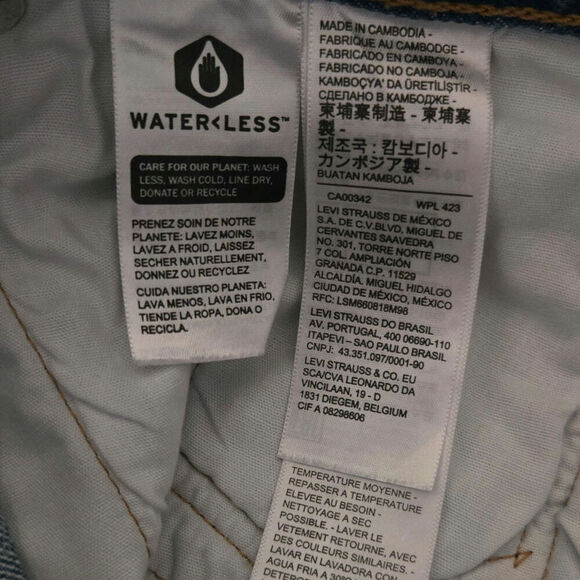 WATER<LESS™
CARE FOR OUR PLANET: WASH
LESS, WASH COLD, LINE DRY,
DONATE OR RECYCLE
PRENEZ SOIN DE NOTRE
PLANETE: LAVEZ MOINS,
LAVEZ A FROID, LAISSEZ
SECHER NATURELLEMENT,
DONNEZ OU RECYCLEZ
CUIDA NUESTRO PLANETA:
LAVA MENOS, LAVA EN FRIO,
TIENDE LA ROPA, DONA O
RECICLA.
MADE IN CAMBODIA -
FABRIQUE AU CAMBODGE -
FABRICADO EN CAMBOYA -
FABRICADO NO CAMBOJA -
KAMBOÇYA' DA ÜRETİLİŞTİR -
СДЕЛАНО В КАМБОДЖЕ -
柬埔寨制造 - 柬埔寨
製 -
제조국 : 캄보디아 -
カンボジア製 -
BUATAN KAMBOJA
CA00342 WPL 423
LEVI STRAUSS DE MÉXICO
S.A. DE C.V. BLVD. MIGUEL DE
CERVANTES SAAVEDRA
NO. 301, TORRE NORTE PISO
7 COL. AMPLIACIÓN
GRANADA C.P. 11529
ALCALDÍA. MIGUEL HIDALGO
CIUDAD DE MÉXICO, MÉXICO
RFC: LSM660818M98
LEVI STRAUSS DO BRASIL
AV. PORTUGAL, 400 06690-110
ITAPEVI – SAO PAULO BRASIL
CNPJ: 43.351.097/0001-90
LEVI STRAUSS & CO. EU
SCA/CVA LEONARDO DA
VINCILAAN, 19 - D
1831 DIEGEM, BELGIUM
CIF A 08298606
TEMPERATURE MOYENNE -
REPASSER A TEMPERATURE
ELEVEE AU BESOIN -
NETTOYAGE A SEC
POSSIBLE. - LAVER LE
VETEMENT RETOURNE, AVEC
DES COULEURS SIMILAIRES. -
LAVAR EN LAVADORA CON
AGUA FRIA A